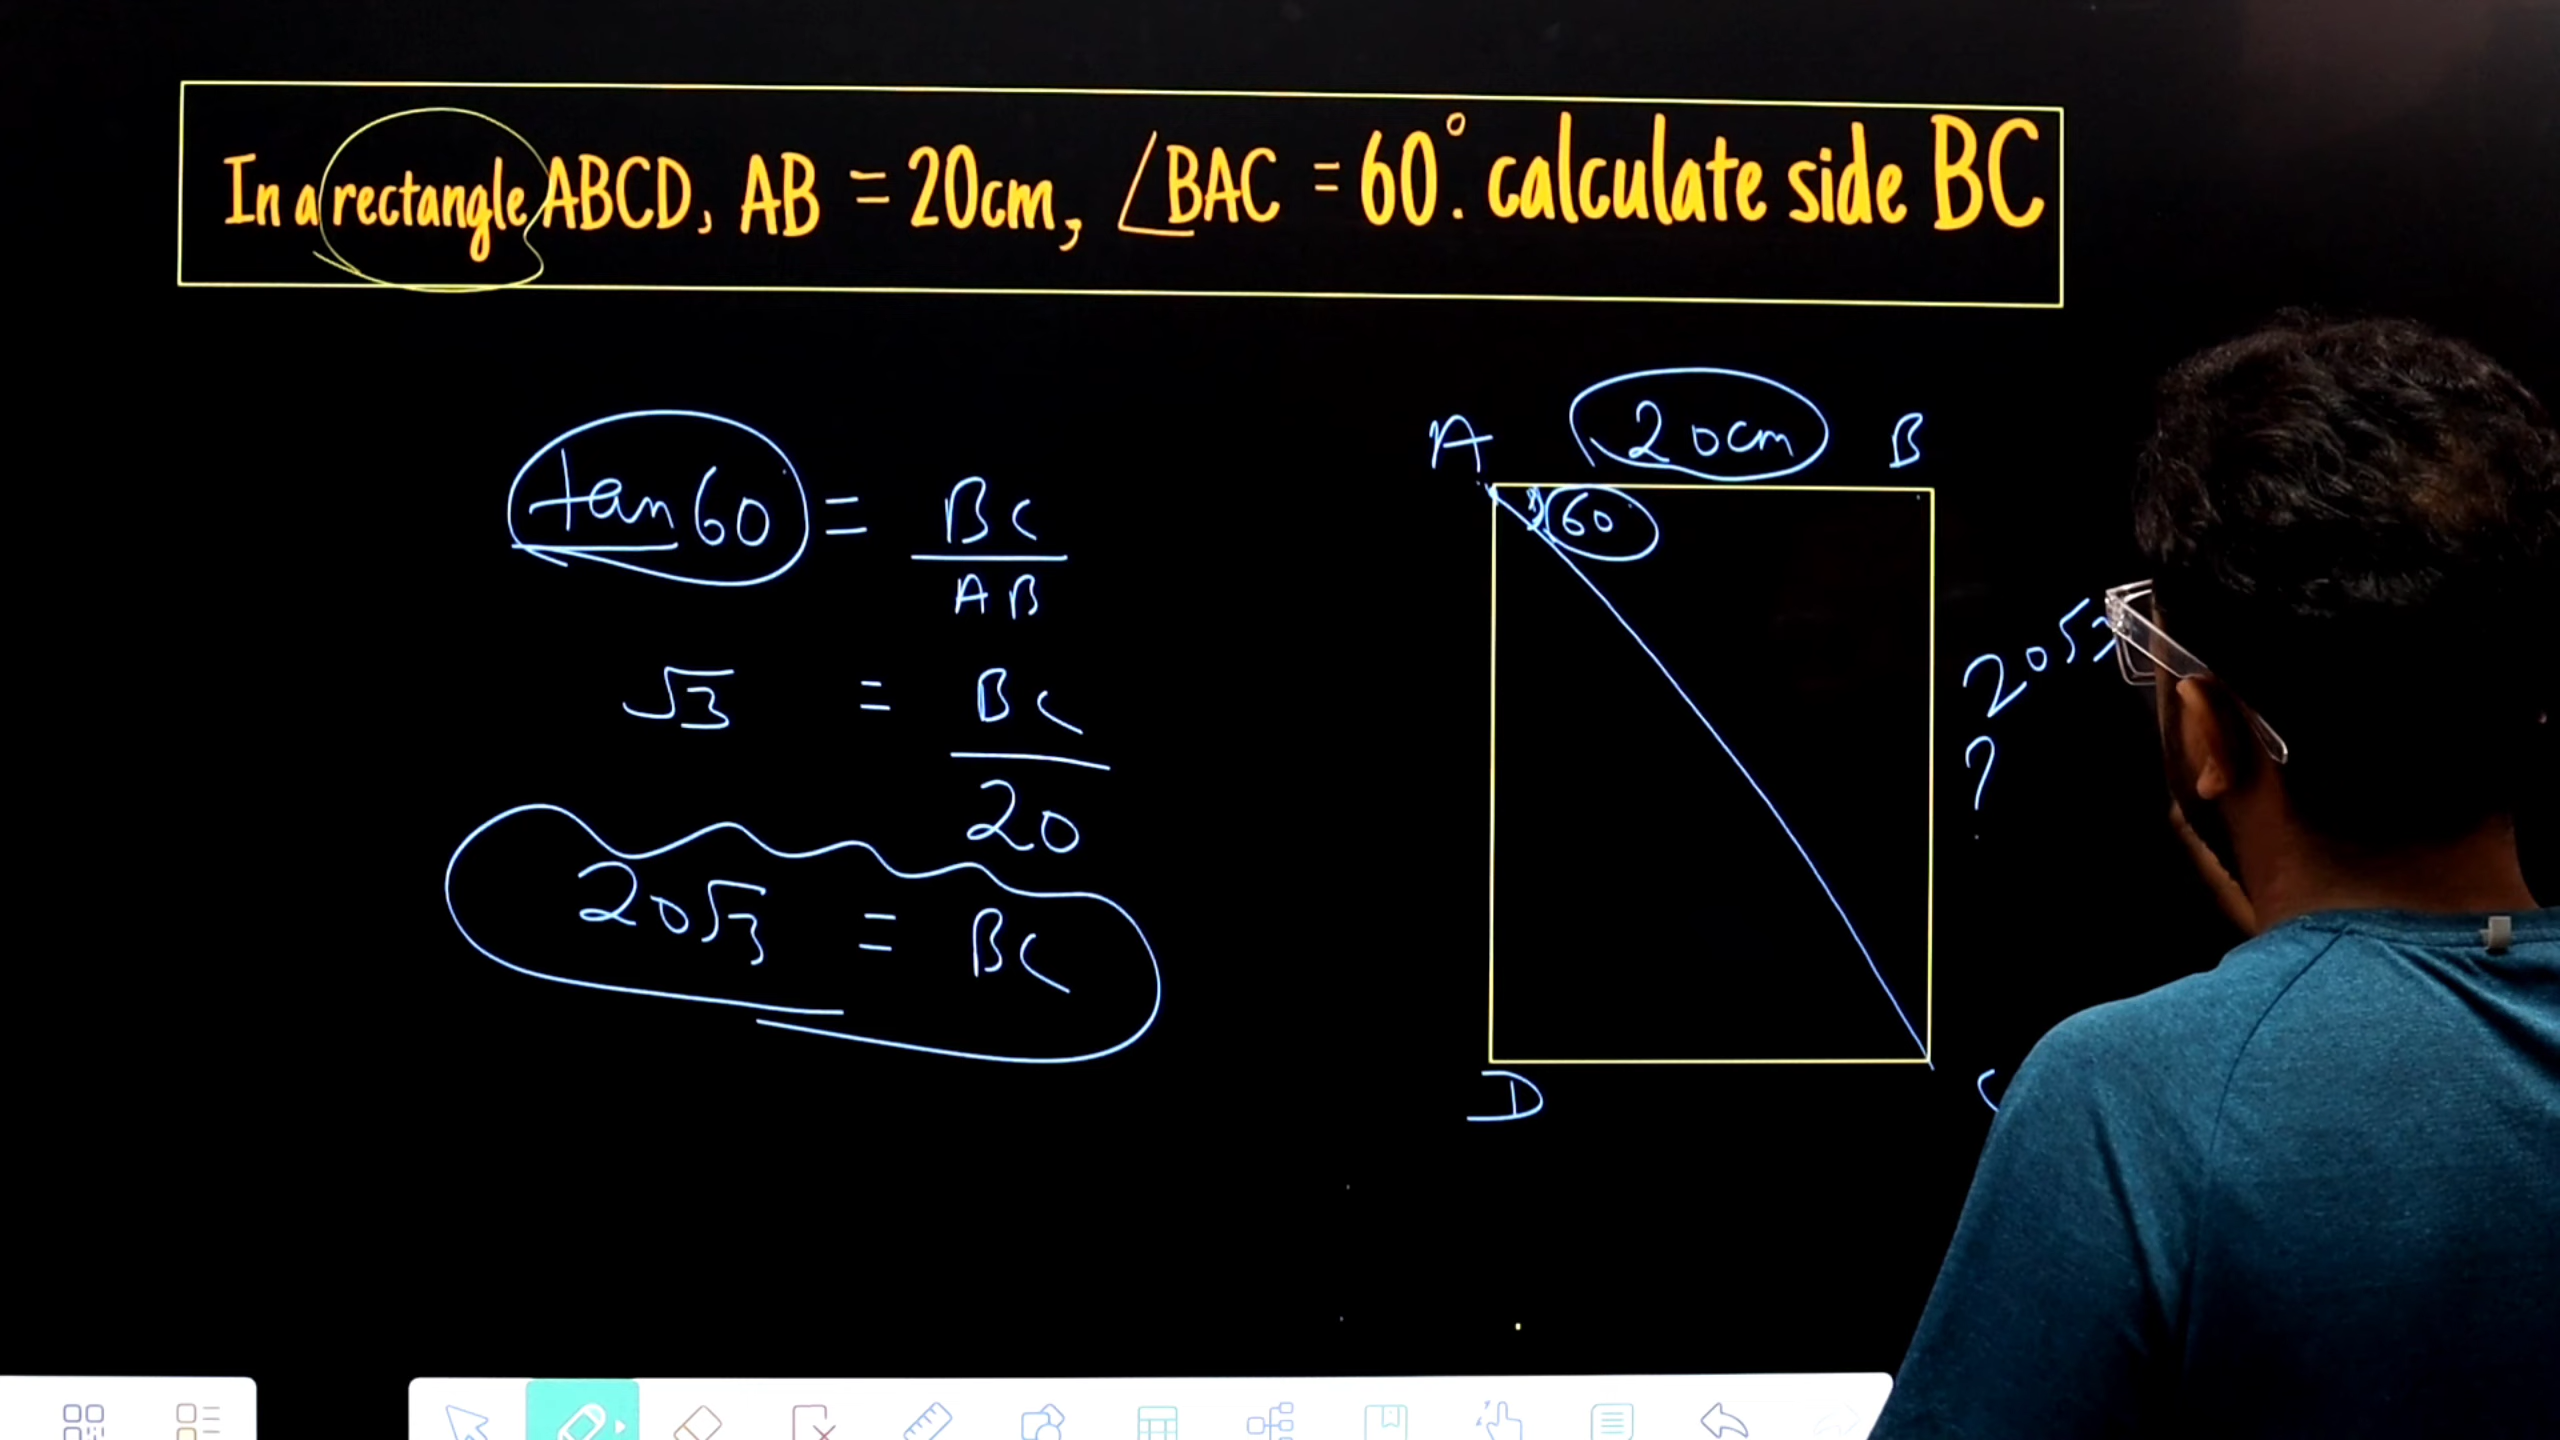 In a rectangle ABCD, AB = 20cm, ∠BAC = 60°. calculate side BC
tan 60 = BC
AB
√3 = BC
20
20√3 = BC
A 20cm B
60
20√3
?
D C